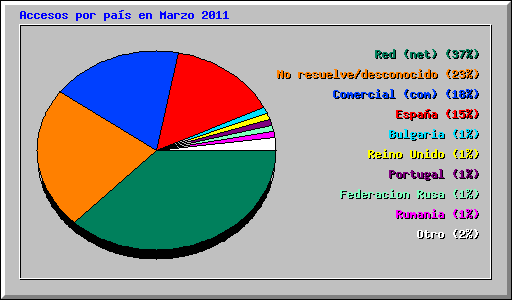 Accesos por país en Marzo 2011
Red (net) (37%)
No resuelve/desconocido (23%)
Comercial (com) (18%)
España (15%)
Bulgaria (1%)
Reino Unido (1%)
Portugal (1%)
Federacion Rusa (1%)
Rumania (1%)
Otro (2%)